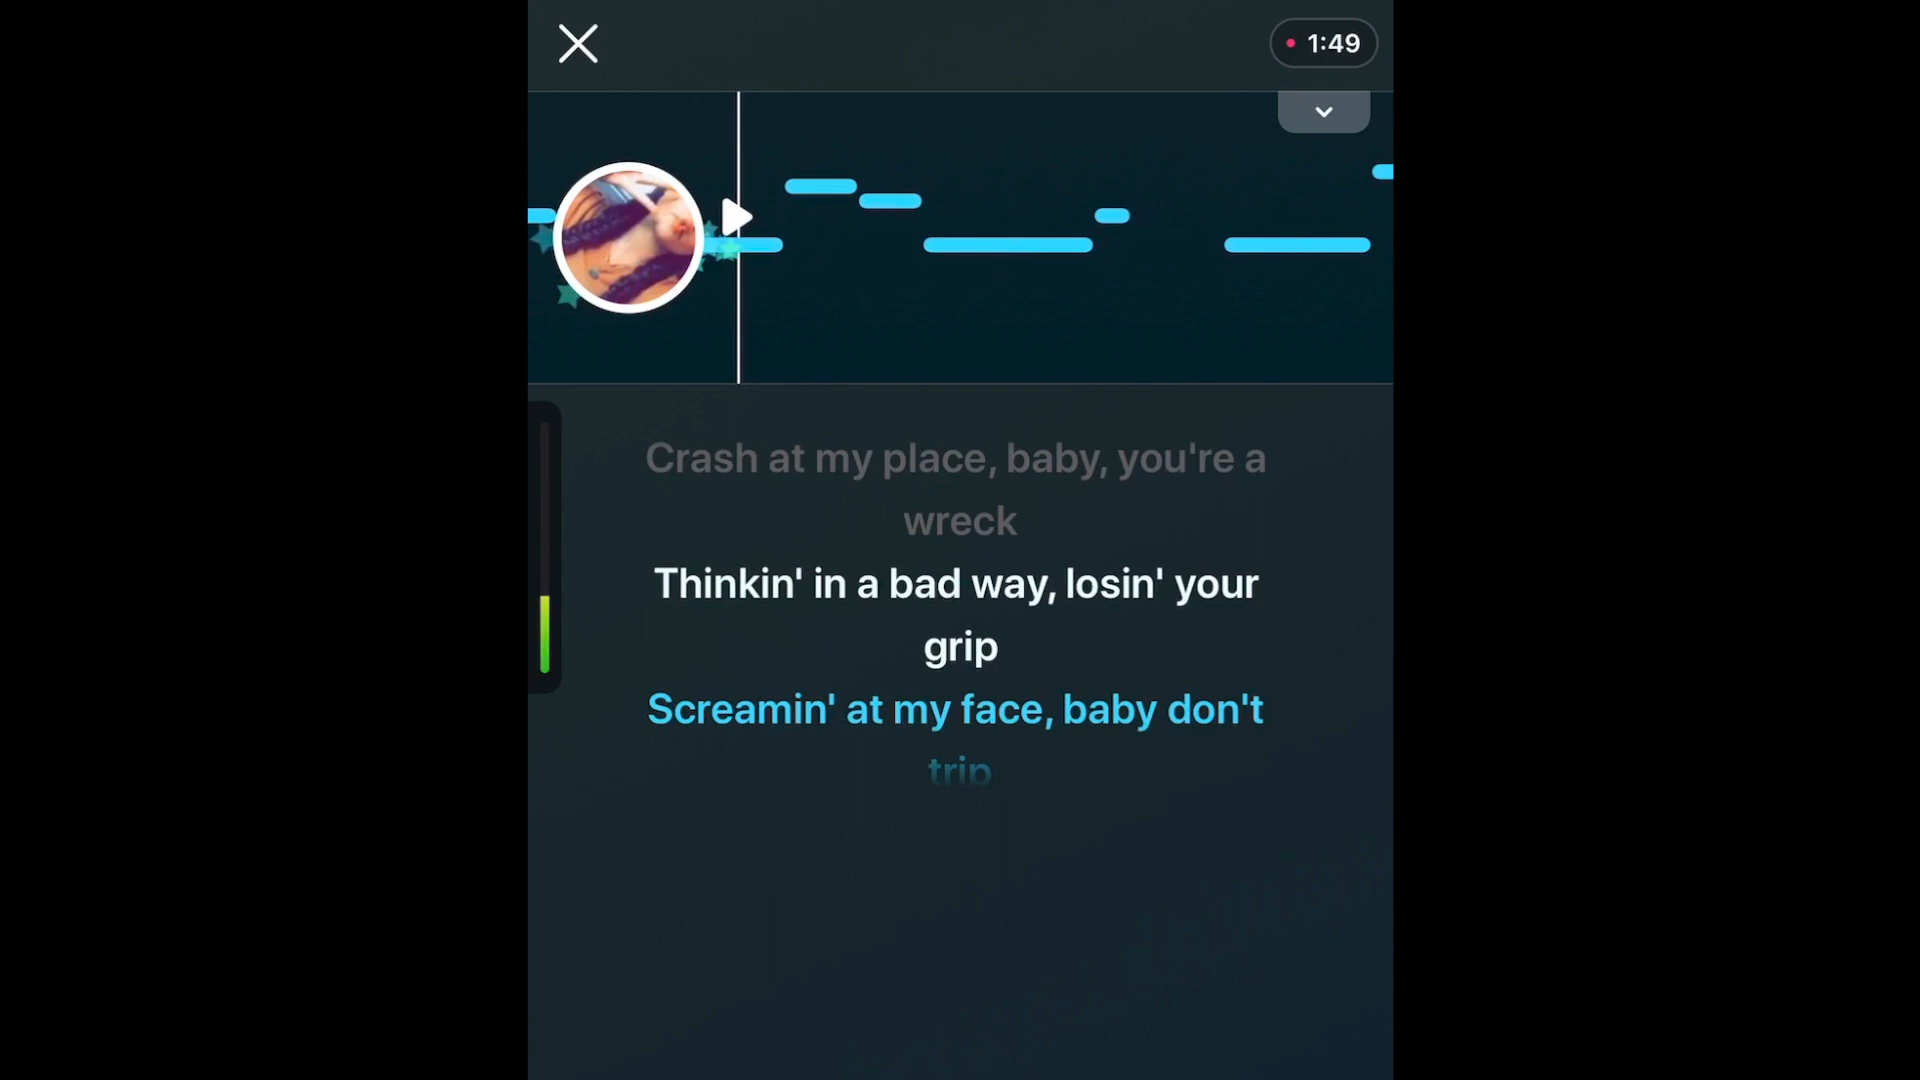 1:49
Crash at my place, baby, you're a
wreck
Thinkin' in a bad way, losin' your
grip
Screamin' at my face, baby don't
trip